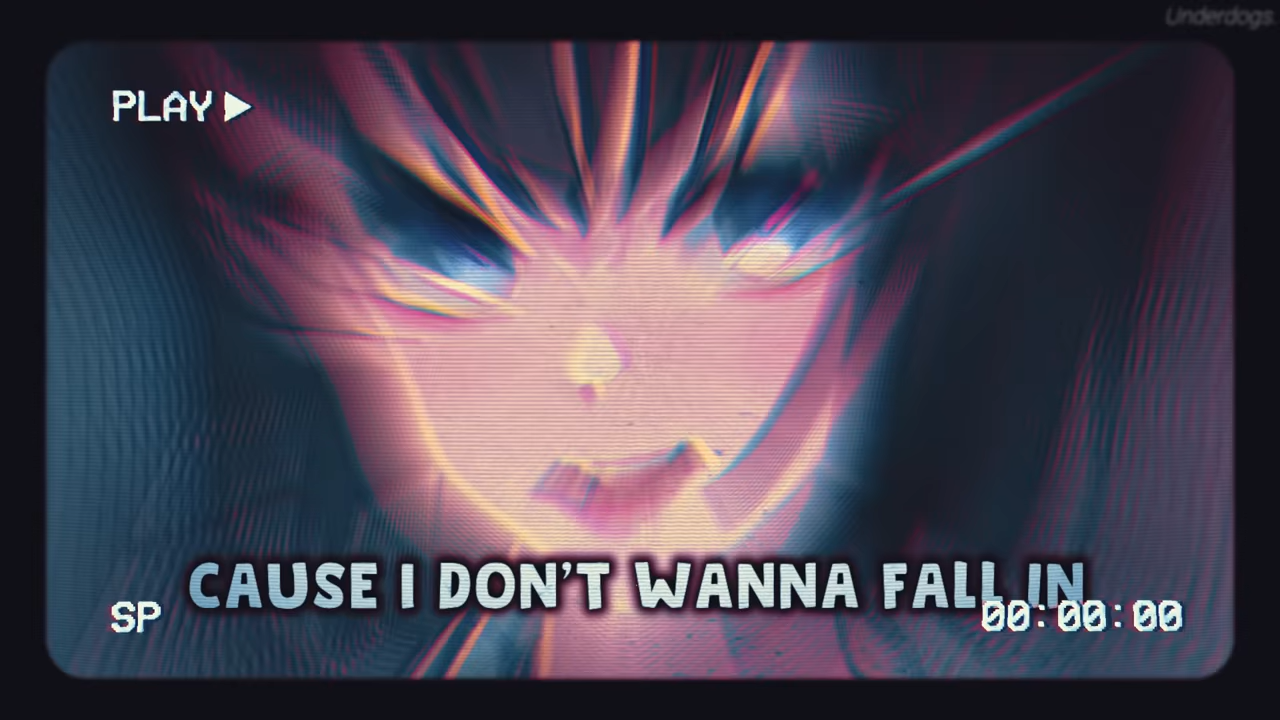 Underdogs.
PLAY
CAUSE I DON'T WANNA FALL IN
SP
00:00:00